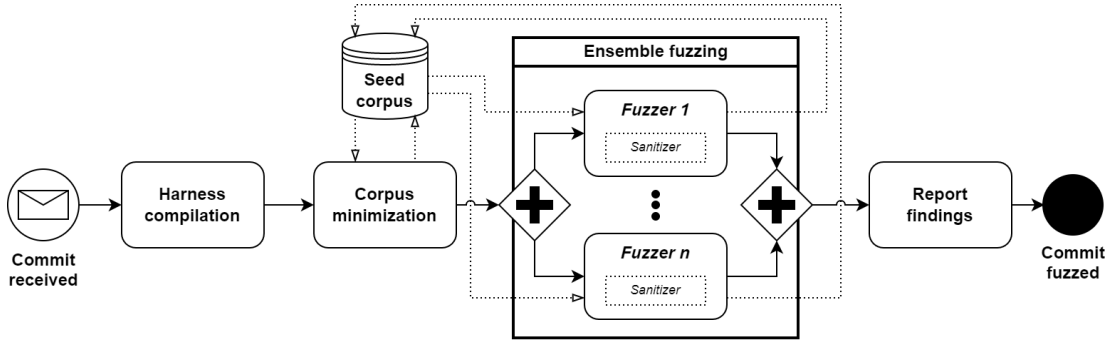 Ensemble fuzzing
Seed
corpus
Fuzzer 1
Sanitizer
Harness
compilation
Corpus
minimization
Report
findings
Commit
received
Fuzzer n
Sanitizer
Commit
fuzzed